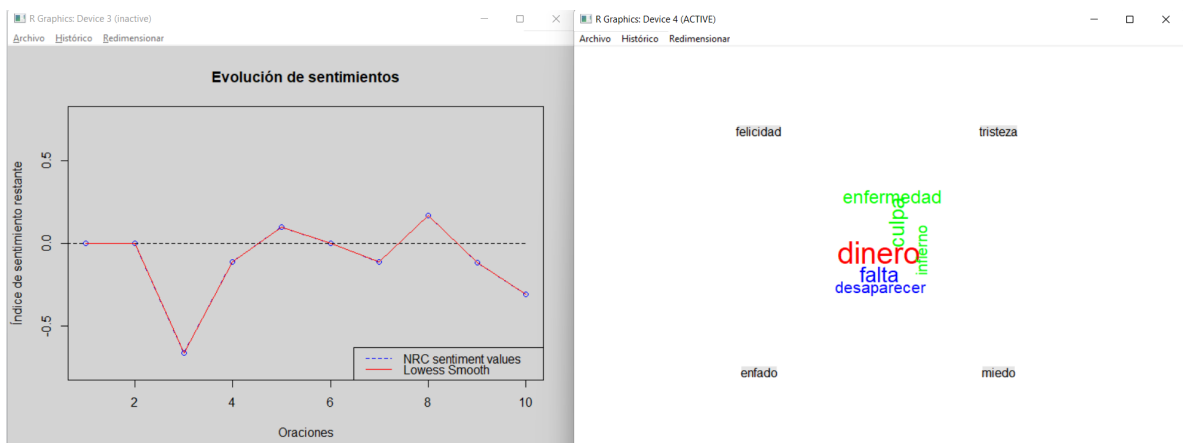 R Graphics: Device 3 (inactive)
Archivo Histórico Redimensionar
Evolución de sentimientos
Índice de sentimiento restante
0.5
0.0
-0.5
NRC sentiment values
Lowess Smooth
2 4 6 8 10
Oraciones
R Graphics: Device 4 (ACTIVE)
Archivo Histórico Redimensionar
felicidad tristeza
enfermedad
culpa
infierno
dinero
falta
desaparecer
enfado miedo